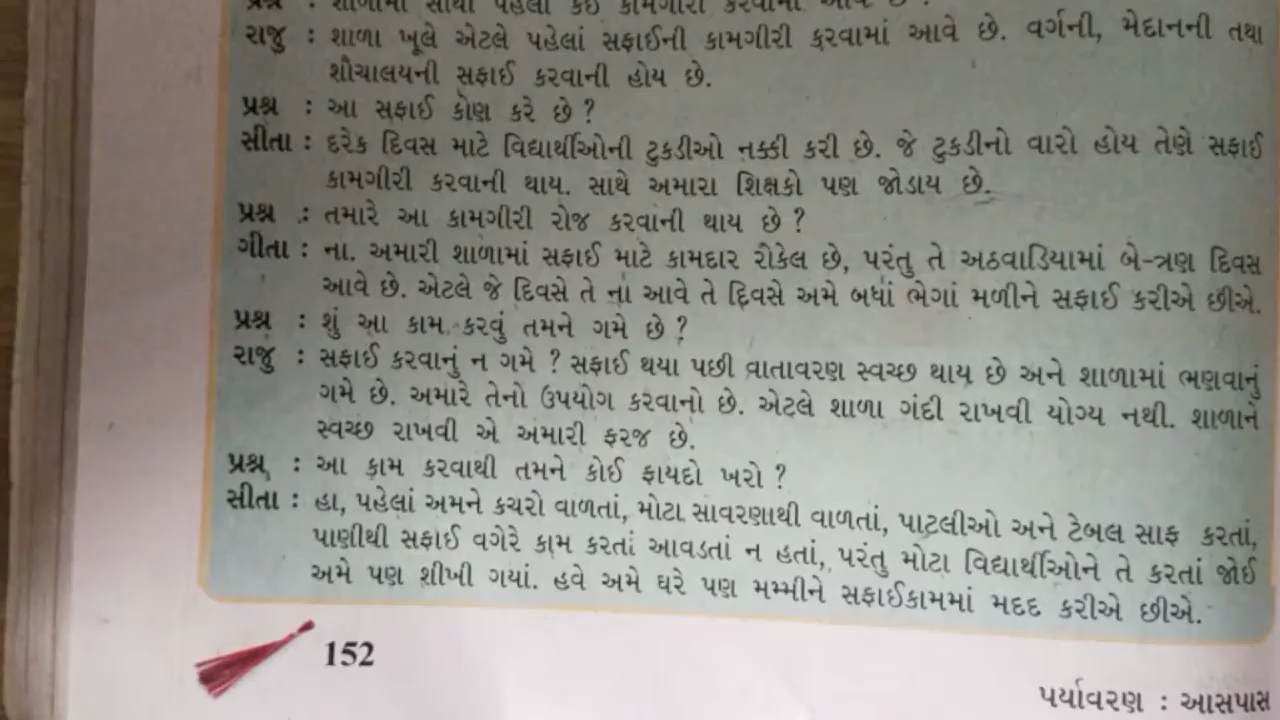 પ્રશ્ન : શાળામાં સૌથી પહેલાં કઈ કામગીરી કરવામાં આવે છે ?
રાજુ : શાળા ખૂલે એટલે પહેલાં સફાઈની કામગીરી કરવામાં આવે છે. વર્ગની, મેદાનની તથા
શૌચાલયની સફાઈ કરવાની હોય છે.
પ્રશ્ન : આ સફાઈ કોણ કરે છે ?
સીતા : દરેક દિવસ માટે વિદ્યાર્થીઓની ટુકડીઓ નક્કી કરી છે. જે ટુકડીનો વારો હોય તેણે સફાઈ
કામગીરી કરવાની થાય. સાથે અમારા શિક્ષકો પણ જોડાય છે.
પ્રશ્ન : તમારે આ કામગીરી રોજ કરવાની થાય છે ?
ગીતા : ના. અમારી શાળામાં સફાઈ માટે કામદાર રોકેલ છે, પરંતુ તે અઠવાડિયામાં બે-ત્રણ દિવસ
આવે છે. એટલે જે દિવસે તે ના આવે તે દિવસે અમે બધાં ભેગાં મળીને સફાઈ કરીએ છીએ.
પ્રશ્ન : શું આ કામ કરવું તમને ગમે છે ?
રાજુ : સફાઈ કરવાનું ન ગમે ? સફાઈ થયા પછી વાતાવરણ સ્વચ્છ થાય છે અને શાળામાં ભણવાનું
ગમે છે. અમારે તેનો ઉપયોગ કરવાનો છે. એટલે શાળા ગંદી રાખવી યોગ્ય નથી. શાળાને
સ્વચ્છ રાખવી એ અમારી ફરજ છે.
પ્રશ્ન : આ કામ કરવાથી તમને કોઈ ફાયદો ખરો ?
સીતા : હા, પહેલાં અમને કચરો વાળતાં, મોટા સાવરણાથી વાળતાં, પાટલીઓ અને ટેબલ સાફ કરતાં,
પાણીથી સફાઈ વગેરે કામ કરતાં આવડતાં ન હતાં, પરંતુ મોટા વિદ્યાર્થીઓને તે કરતાં જોઈ
અમે પણ શીખી ગયાં. હવે અમે ઘરે પણ મમ્મીને સફાઈકામમાં મદદ કરીએ છીએ.
152
પર્યાવરણ : આસપાસ